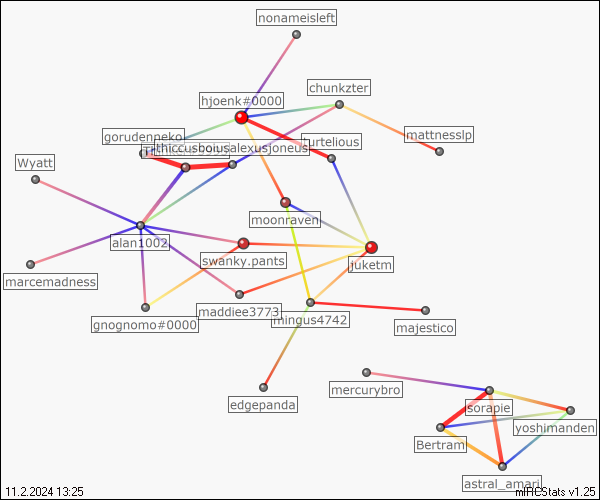 nonameisleft
chunkzter
hjoenk#0000
mattnesslp
gorudenneko
turtelious
Wyatt
moonraven
alan1002
swanky.pants
juketm
marcemadness
maddiee3773
gnognomo#0000
mingus4742
majestico
mercurybro
edgepanda
sorapie
yoshimanden
Bertram
astral_amari
11.2.2024 13:25
mIRCStats v1.25